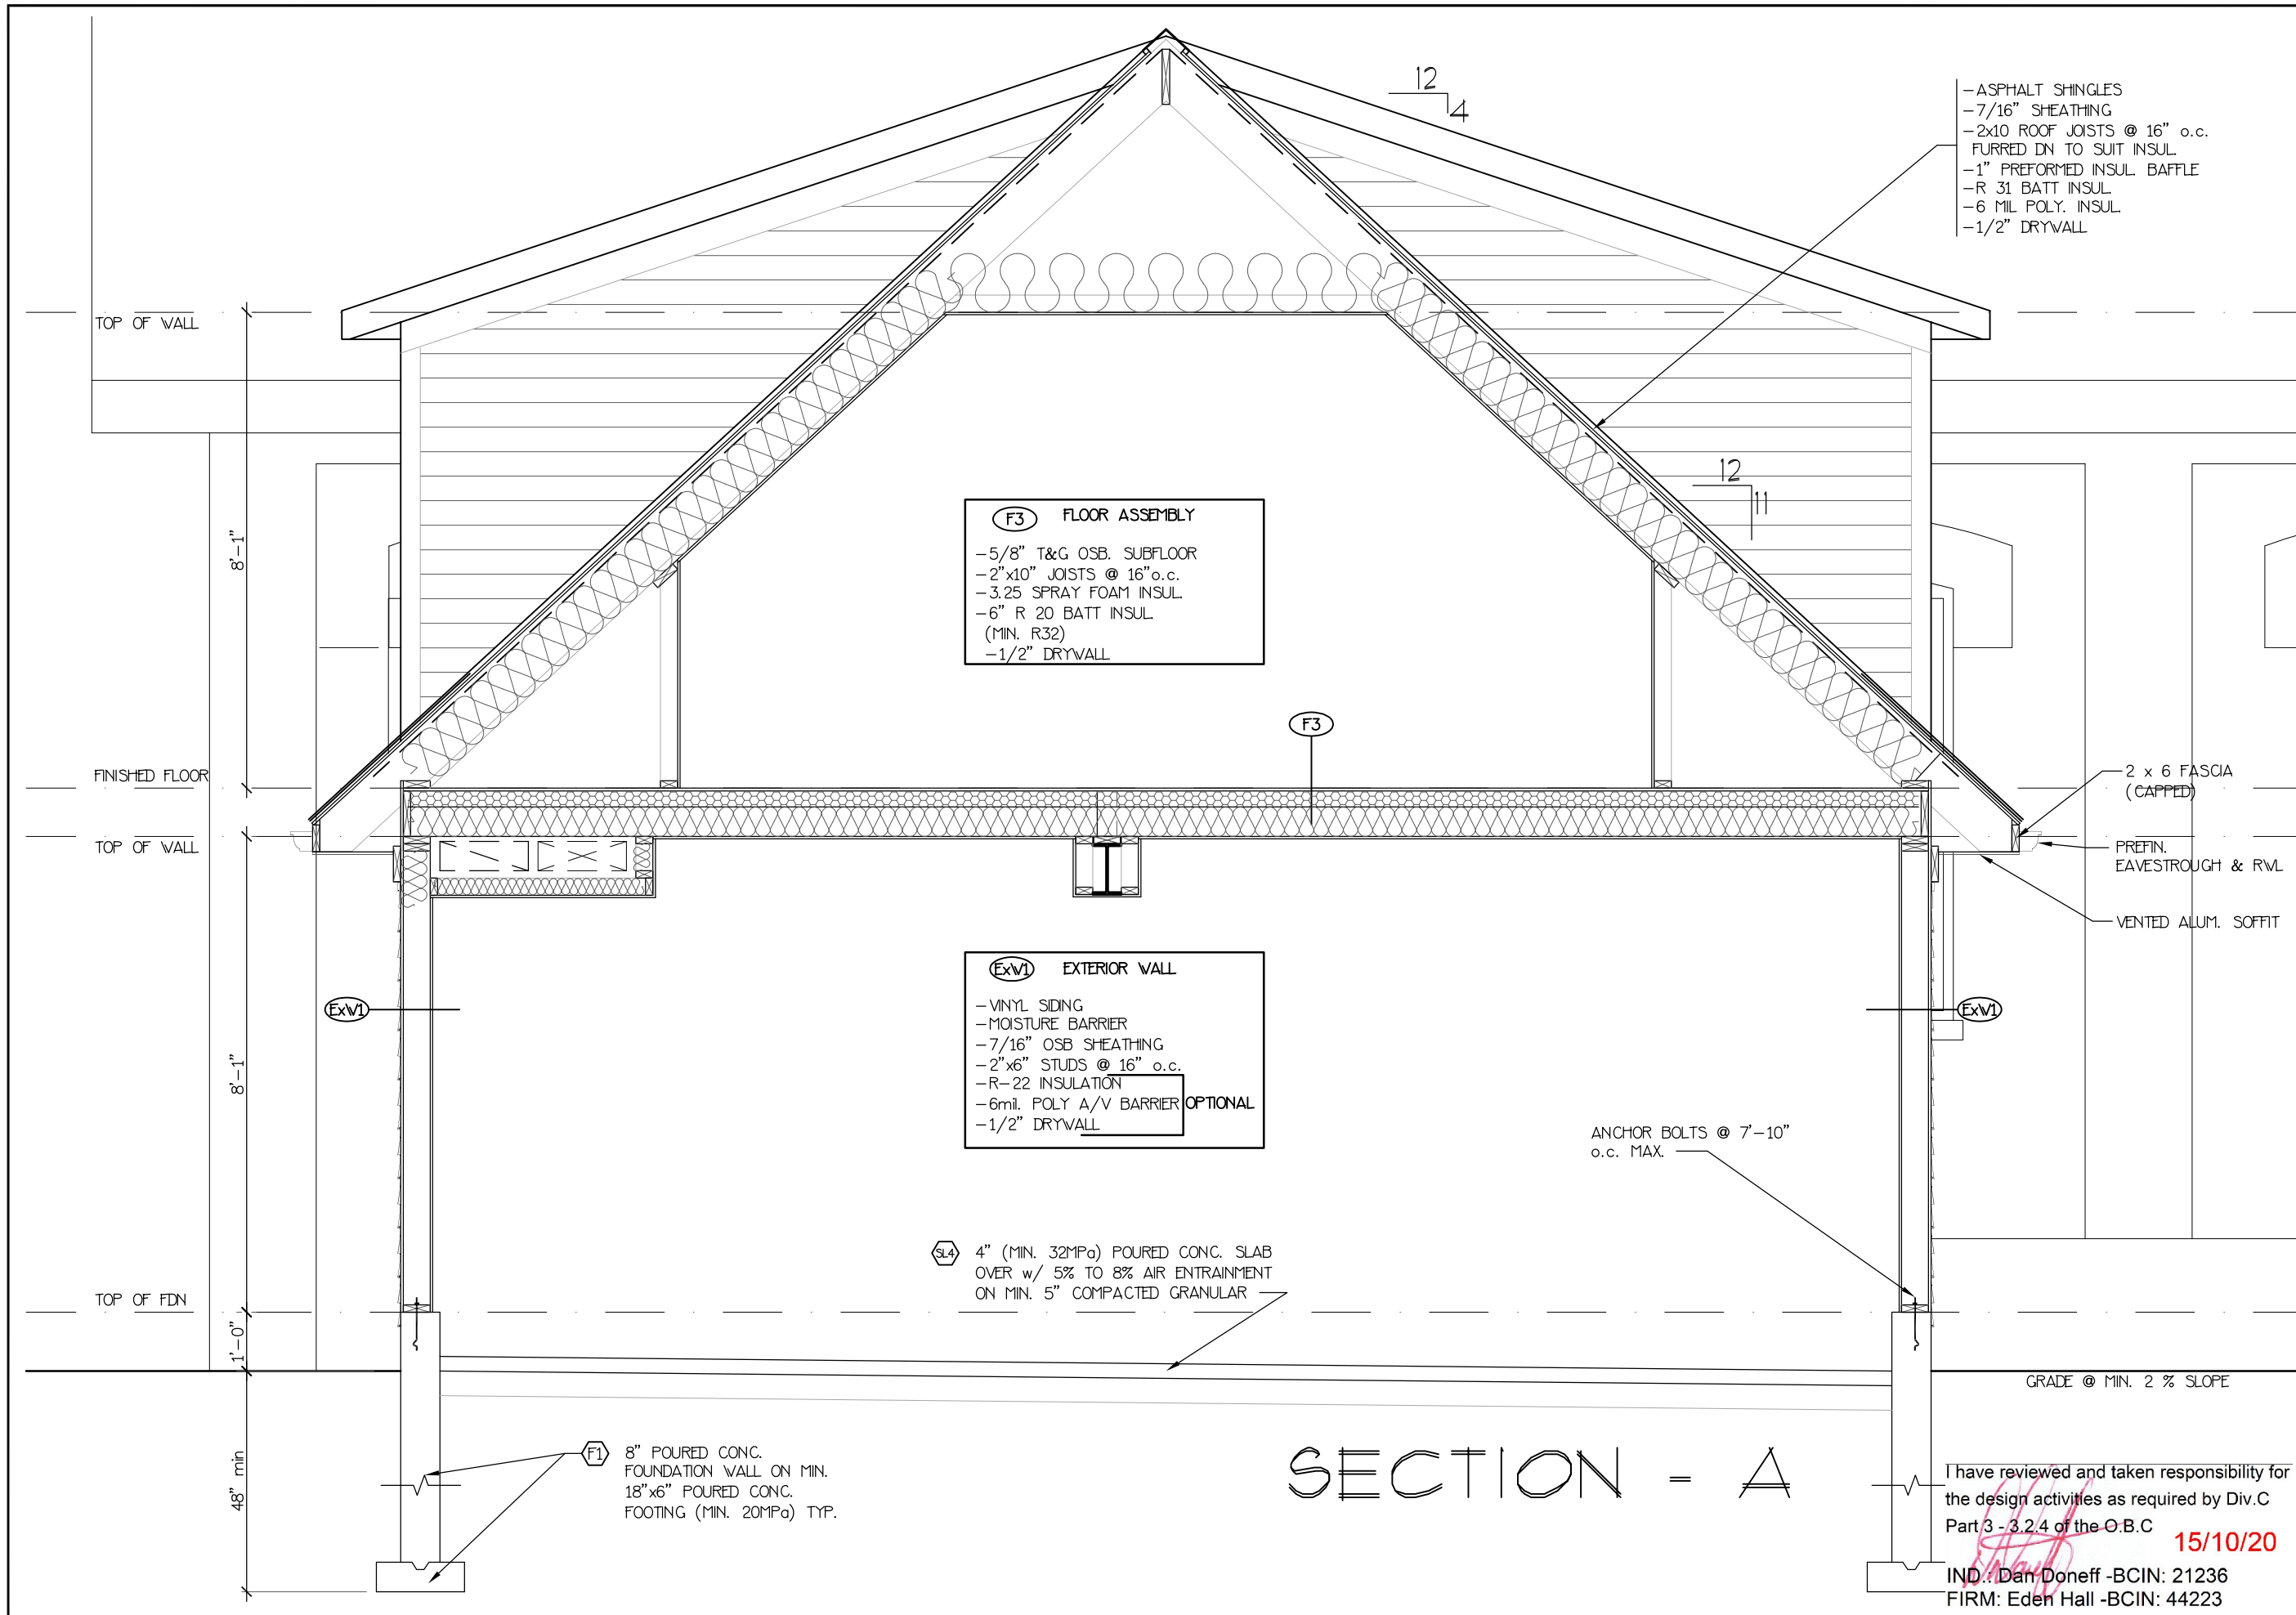 12
4
-ASPHALT SHINGLES
-7/16" SHEATHING
-2x10 ROOF JOISTS @ 16" o.c.
FURRED DN TO SUIT INSUL.
-1" PREFORMED INSUL. BAFFLE
-R 31 BATT INSUL.
-6 MIL POLY. INSUL.
-1/2" DRYWALL
TOP OF WALL
8'-1"
12
11
F3 FLOOR ASSEMBLY
-5/8" T&G OSB. SUBFLOOR
-2"x10" JOISTS @ 16"o.c.
-3.25 SPRAY FOAM INSUL.
-6" R 20 BATT INSUL.
(MIN. R32)
-1/2" DRYWALL
F3
FINISHED FLOOR
2 x 6 FASCIA
(CAPPED)
TOP OF WALL
PREFIN.
EAVESTROUGH & RWL
VENTED ALUM. SOFFIT
ExW1 EXTERIOR WALL
-VINYL SIDING
-MOISTURE BARRIER
-7/16" OSB SHEATHING
-2"x6" STUDS @ 16" o.c.
-R-22 INSULATION
-6mil. POLY A/V BARRIER OPTIONAL
-1/2" DRYWALL
ExW1
ExW1
8'-1"
ANCHOR BOLTS @ 7'-10"
o.c. MAX.
SL4 4" (MIN. 32MPa) POURED CONC. SLAB
OVER w/ 5% TO 8% AIR ENTRAINMENT
ON MIN. 5" COMPACTED GRANULAR
TOP OF FDN
1'-0"
GRADE @ MIN. 2 % SLOPE
48" min
F1 8" POURED CONC.
FOUNDATION WALL ON MIN.
18"x6" POURED CONC.
FOOTING (MIN. 20MPa) TYP.
SECTION - A
I have reviewed and taken responsibility for
the design activities as required by Div.C
Part 3 - 3.2.4 of the O.B.C
15/10/20
IND.: Dan Doneff -BCIN: 21236
FIRM: Eden Hall -BCIN: 44223